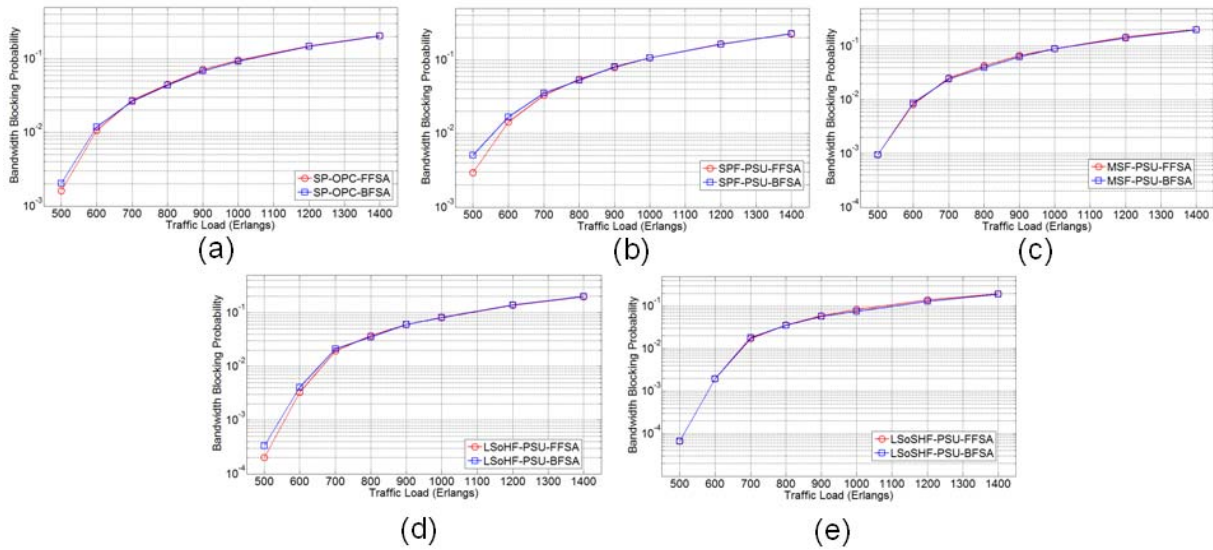 Bandwidth Blocking Probability
10^-1
10^-2
10^-3
SP-OPC-FFSA
SP-OPC-BFSA
500 600 700 800 900 1000 1100 1200 1300 1400
Traffic Load (Erlangs)
(a)
Bandwidth Blocking Probability
10^-1
10^-2
10^-3
SPF-PSU-FFSA
SPF-PSU-BFSA
500 600 700 800 900 1000 1100 1200 1300 1400
Traffic Load (Erlangs)
(b)
Bandwidth Blocking Probability
10^-1
10^-2
10^-3
10^-4
MSF-PSU-FFSA
MSF-PSU-BFSA
500 600 700 800 900 1000 1100 1200 1300 1400
Traffic Load (Erlangs)
(c)
Bandwidth Blocking Probability
10^-1
10^-2
10^-3
10^-4
LSoHF-PSU-FFSA
LSoHF-PSU-BFSA
500 600 700 800 900 1000 1100 1200 1300 1400
Traffic Load (Erlangs)
(d)
Bandwidth Blocking Probability
10^-1
10^-2
10^-3
10^-4
LSoSHF-PSU-FFSA
LSoSHF-PSU-BFSA
500 600 700 800 900 1000 1100 1200 1300 1400
Traffic Load (Erlangs)
(e)